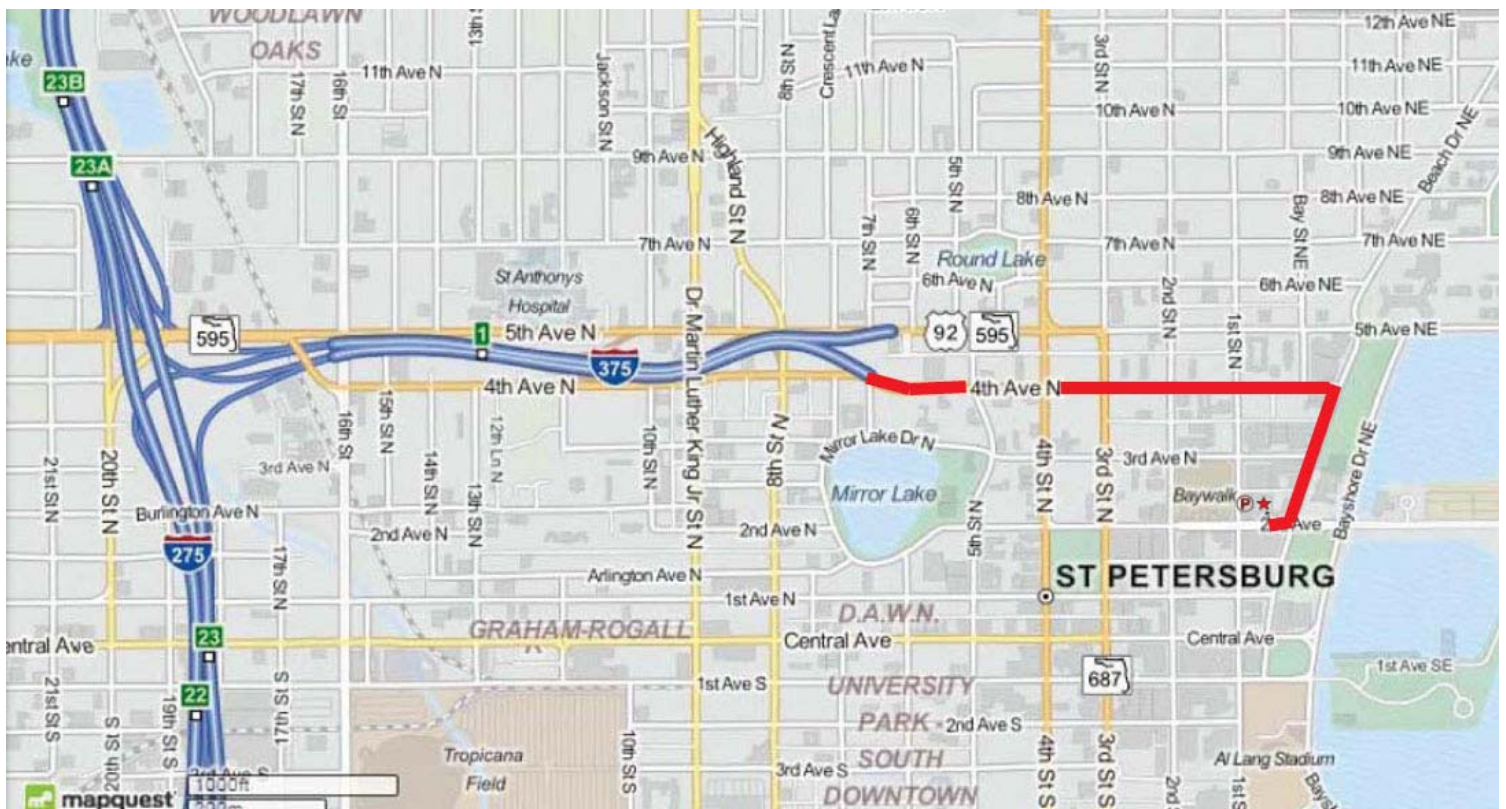 WOODLAWN
OAKS
13th
8th St N
Crescent La
11th Ave N
3rd St N
12th Ave NE
11th Ave NE
10th Ave N
10th Ave NE
23B
17th St N
16th St
11th Ave N
Jackson St N
9th Ave N
Highland St N
5th St N
9th Ave NE
Beach Dr NE
23A
8th Ave N
8th Ave NE
Bay St NE
7th Ave N
7th St N
6th St N
Round Lake
7th Ave N
7th Ave NE
6th Ave N
6th Ave NE
2nd St N
1st St N
St Anthonys
Hospital
Dr Martin Luther King Jr St N
595
1
5th Ave N
92
595
5th Ave NE
375
4th Ave N
4th Ave N
20th St N
21st St N
16th St
15th St N
14th St N
12th Ln N
13th St N
10th St N
8th St N
Mirror Lake Dr N
Mirror Lake
4th St N
3rd St N
3rd Ave N
3rd Ave N
Baywalk
P
Ave
Bayshore Dr NE
Burlington Ave N
2nd Ave N
2nd Ave N
5th St N
275
17th St N
Arlington Ave N
1st Ave N
ST PETERSBURG
23
entral Ave
GRAHAM-ROGALL
D.A.W.N.
Central Ave
Central Ave
22
21st St S
20th St S
19th St S
17th St S
1st Ave S
687
1st Ave SE
UNIVERSITY
PARK -
SOUTH
DOWNTOWN
2nd Ave S
Tropicana
Field
10th St S
3rd Ave S
4th St S
3rd St S
2nd
1st S
Al Lang Stadium
Baysh
3rd Ave S
1000ft
mapquest